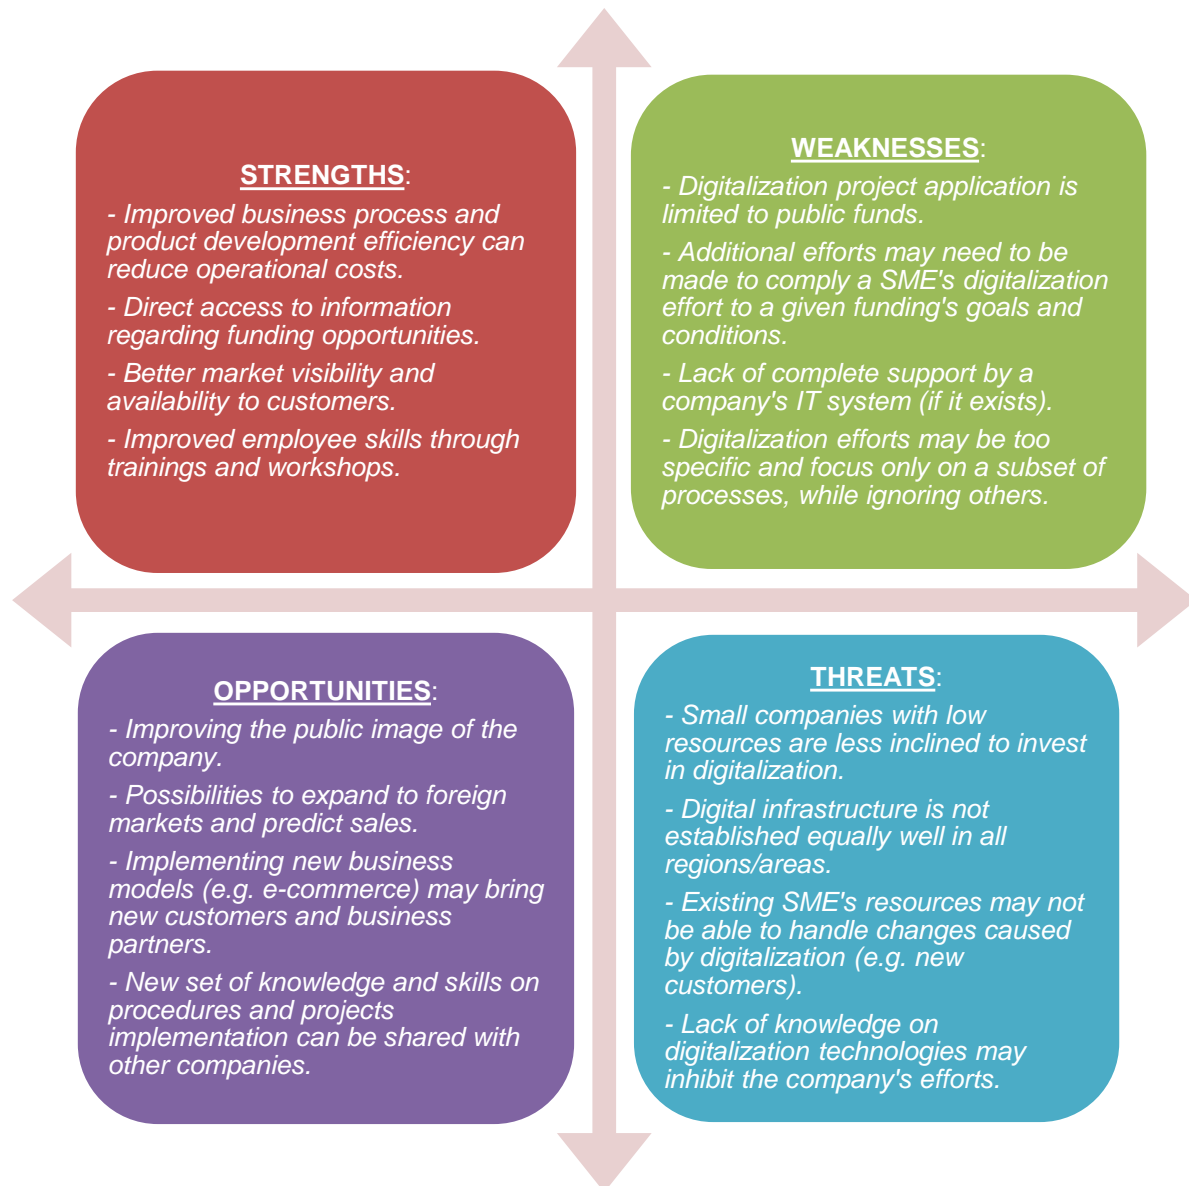 STRENGTHS:
- Improved business process and
product development efficiency can
reduce operational costs.
- Direct access to information
regarding funding opportunities.
- Better market visibility and
availability to customers.
- Improved employee skills through
trainings and workshops.
WEAKNESSES:
- Digitalization project application is
limited to public funds.
- Additional efforts may need to be
made to comply a SME's digitalization
effort to a given funding's goals and
conditions.
- Lack of complete support by a
company's IT system (if it exists).
- Digitalization efforts may be too
specific and focus only on a subset of
processes, while ignoring others.
OPPORTUNITIES:
- Improving the public image of the
company.
- Possibilities to expand to foreign
markets and predict sales.
- Implementing new business
models (e.g. e-commerce) may bring
new customers and business
partners.
- New set of knowledge and skills on
procedures and projects
implementation can be shared with
other companies.
THREATS:
- Small companies with low
resources are less inclined to invest
in digitalization.
- Digital infrastructure is not
established equally well in all
regions/areas.
- Existing SME's resources may not
be able to handle changes caused
by digitalization (e.g. new
customers).
- Lack of knowledge on
digitalization technologies may
inhibit the company's efforts.